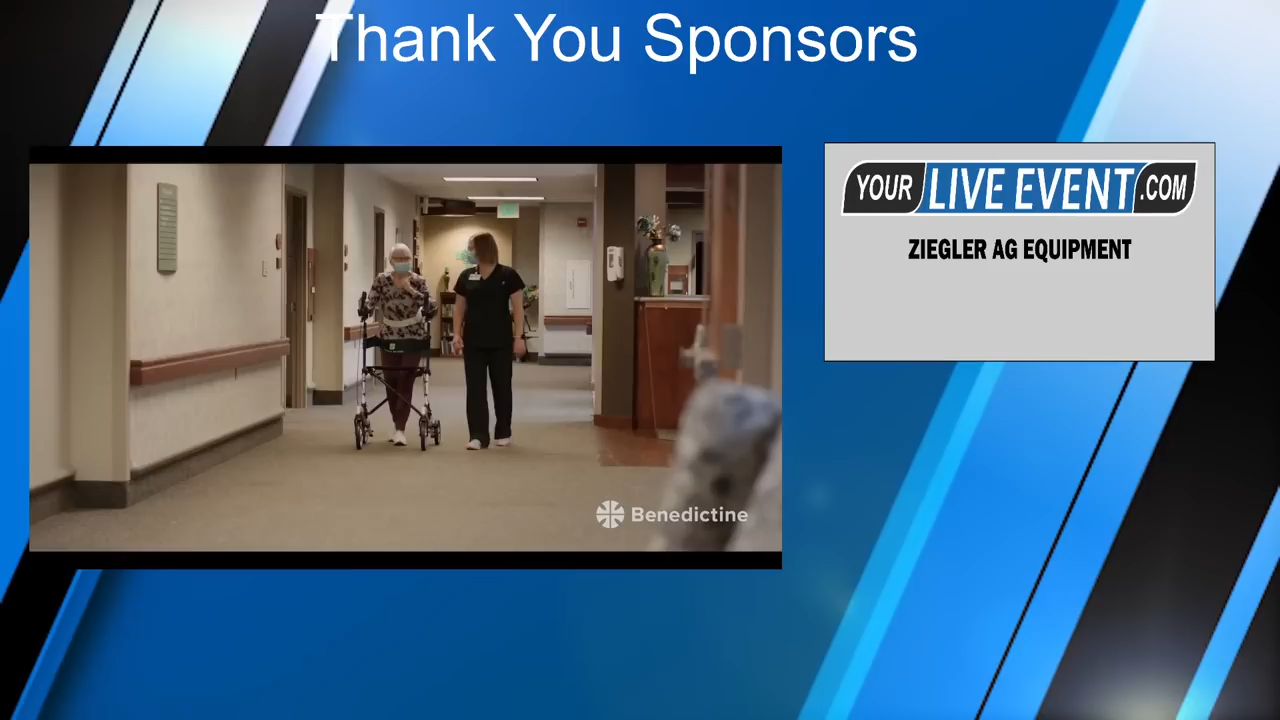 Thank You Sponsors
YOUR LIVE EVENT.COM
ZIEGLER AG EQUIPMENT
Benedictine